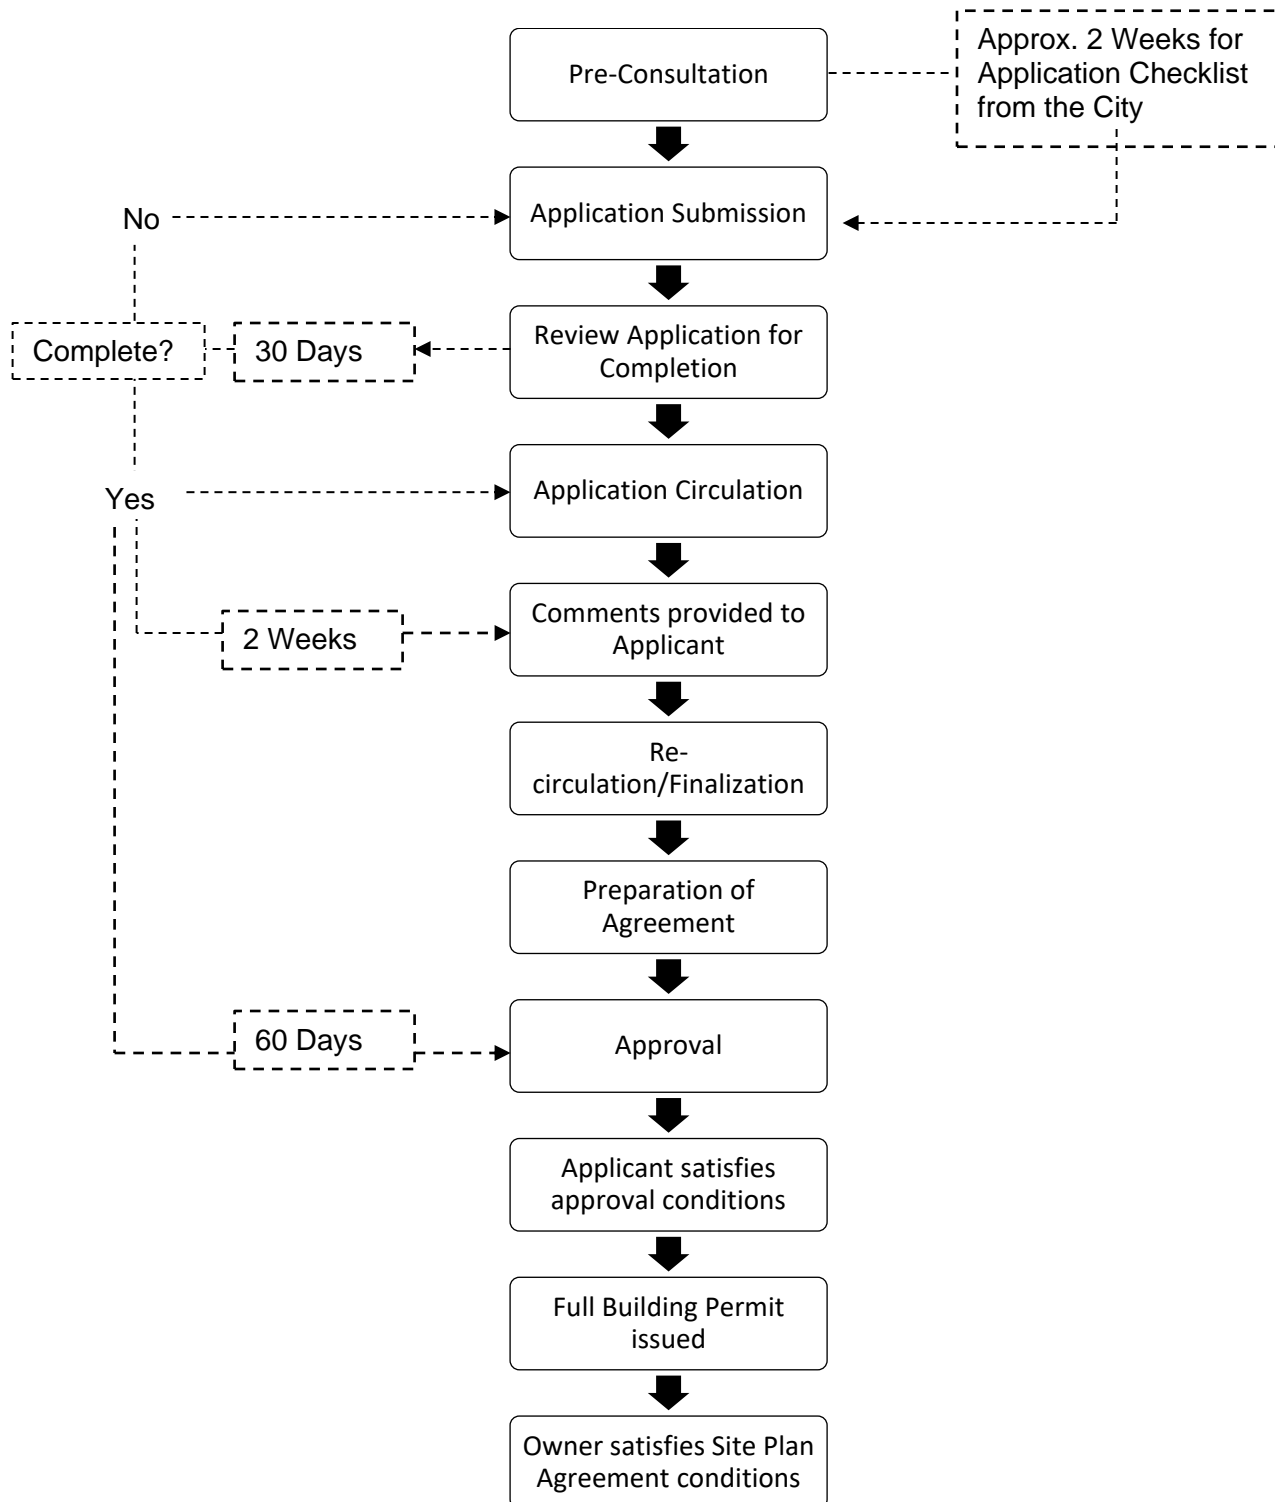 Pre-Consultation
Approx. 2 Weeks for
Application Checklist
from the City
No
Application Submission
Complete?
30 Days
Review Application for
Completion
Yes
Application Circulation
2 Weeks
Comments provided to
Applicant
Re-
circulation/Finalization
Preparation of
Agreement
60 Days
Approval
Applicant satisfies
approval conditions
Full Building Permit
issued
Owner satisfies Site Plan
Agreement conditions